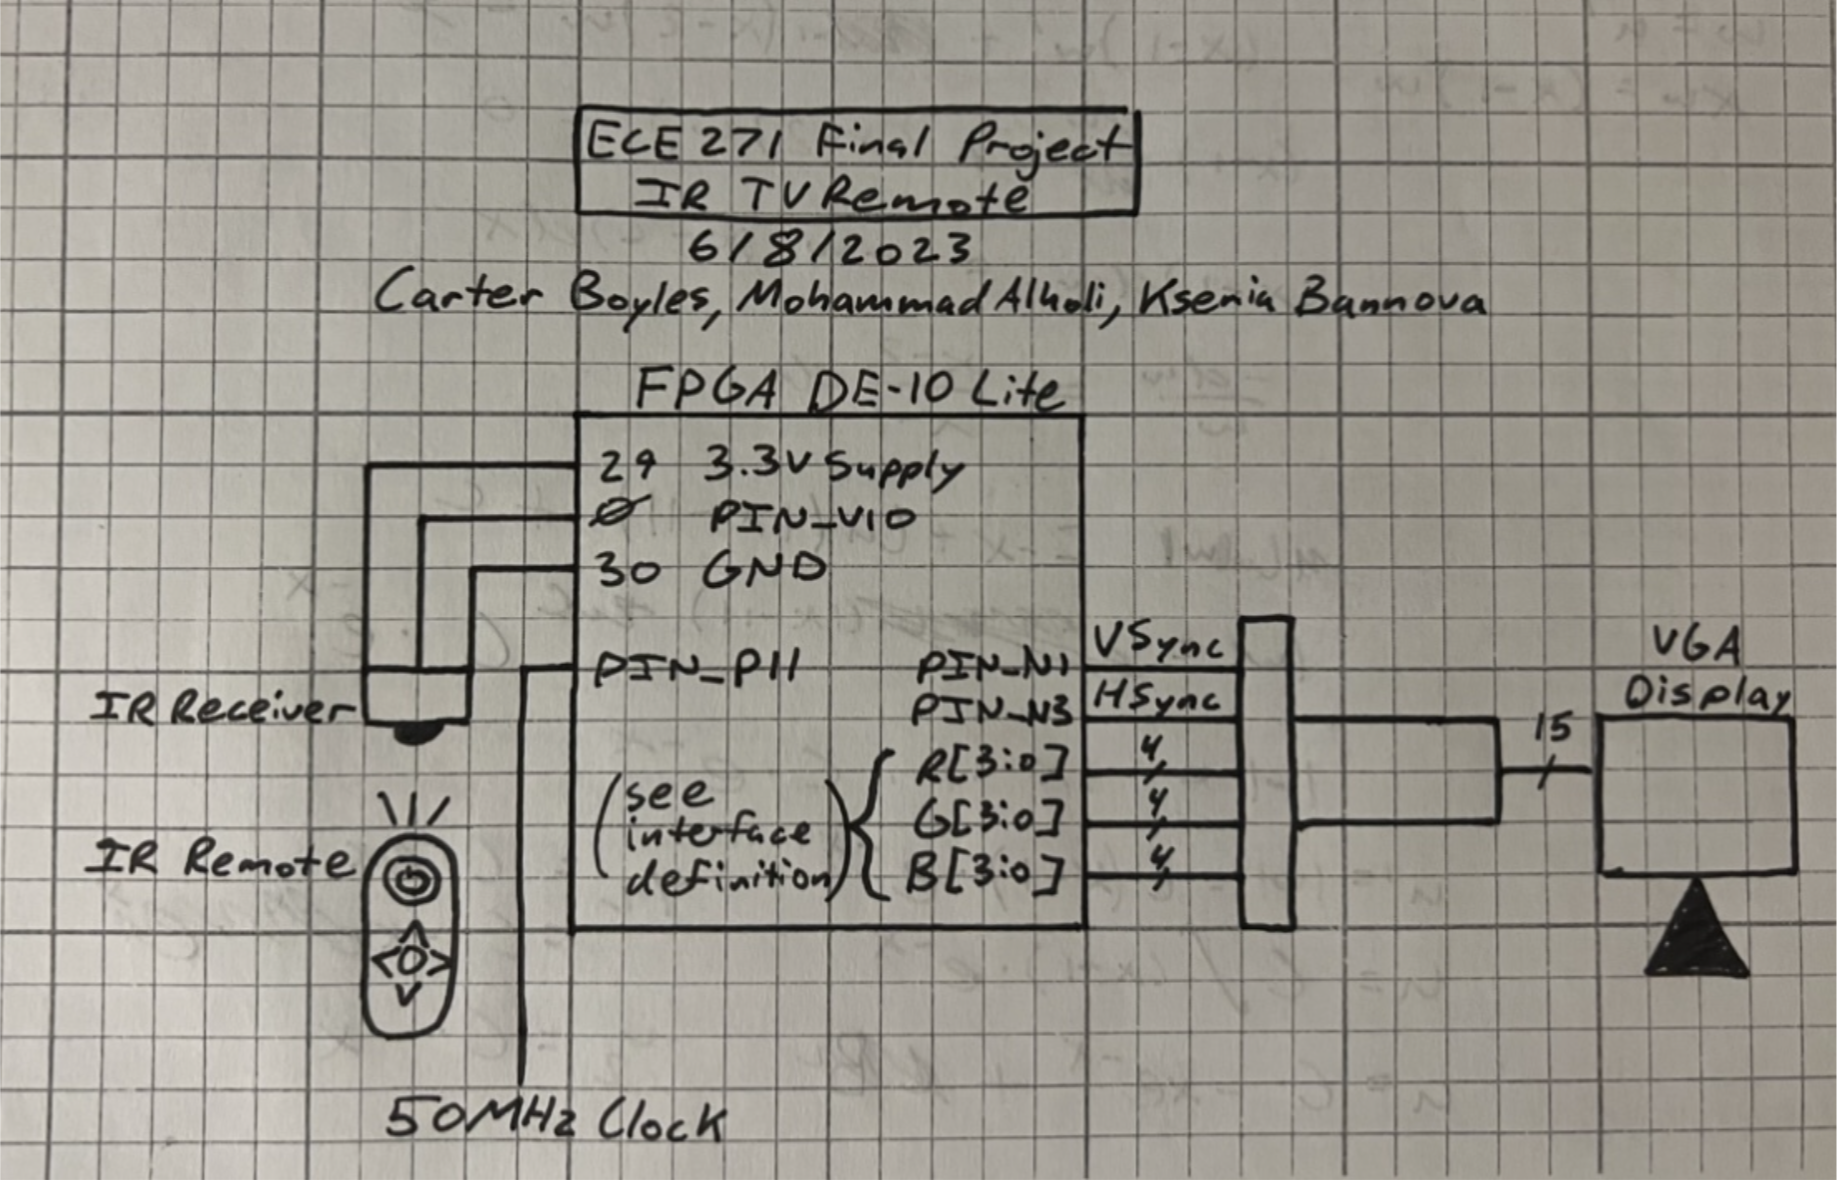 ECE 271 Final Project
IR TV Remote
6/8/2023
Carter Boyles, Mohammad Alholi, Ksenia Bannova
FPGA DE-10 Lite
29 3.3V Supply
Ø PIN_V10
30 GND
PIN_P11
PIN_N1
VSync
PIN_N3
HSync
R[3:0]
4
G[3:0]
4
B[3:0]
4
(see
interface
definition)
VGA
Display
15
IR Receiver
IR Remote
50MHz Clock